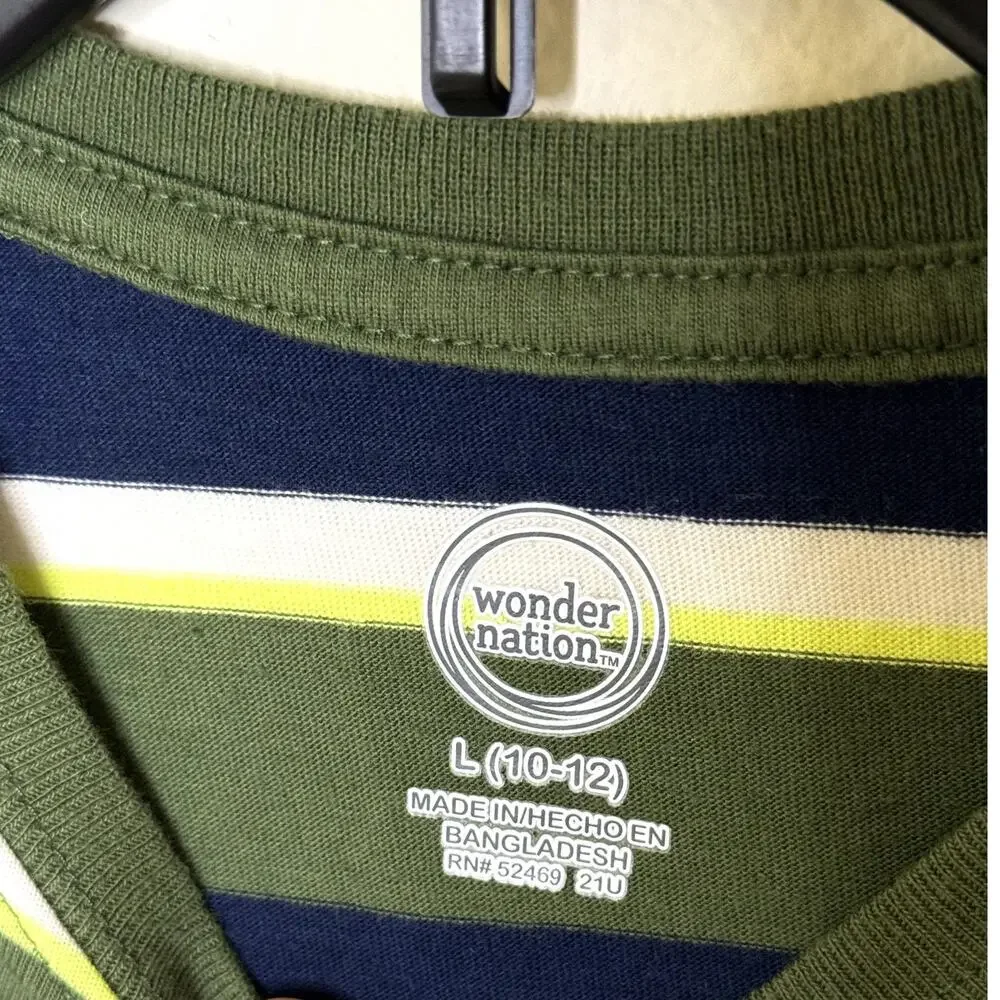 wonder
nation™
L (10-12)
MADE IN/HECHO EN
BANGLADESH
RN# 52469 21U